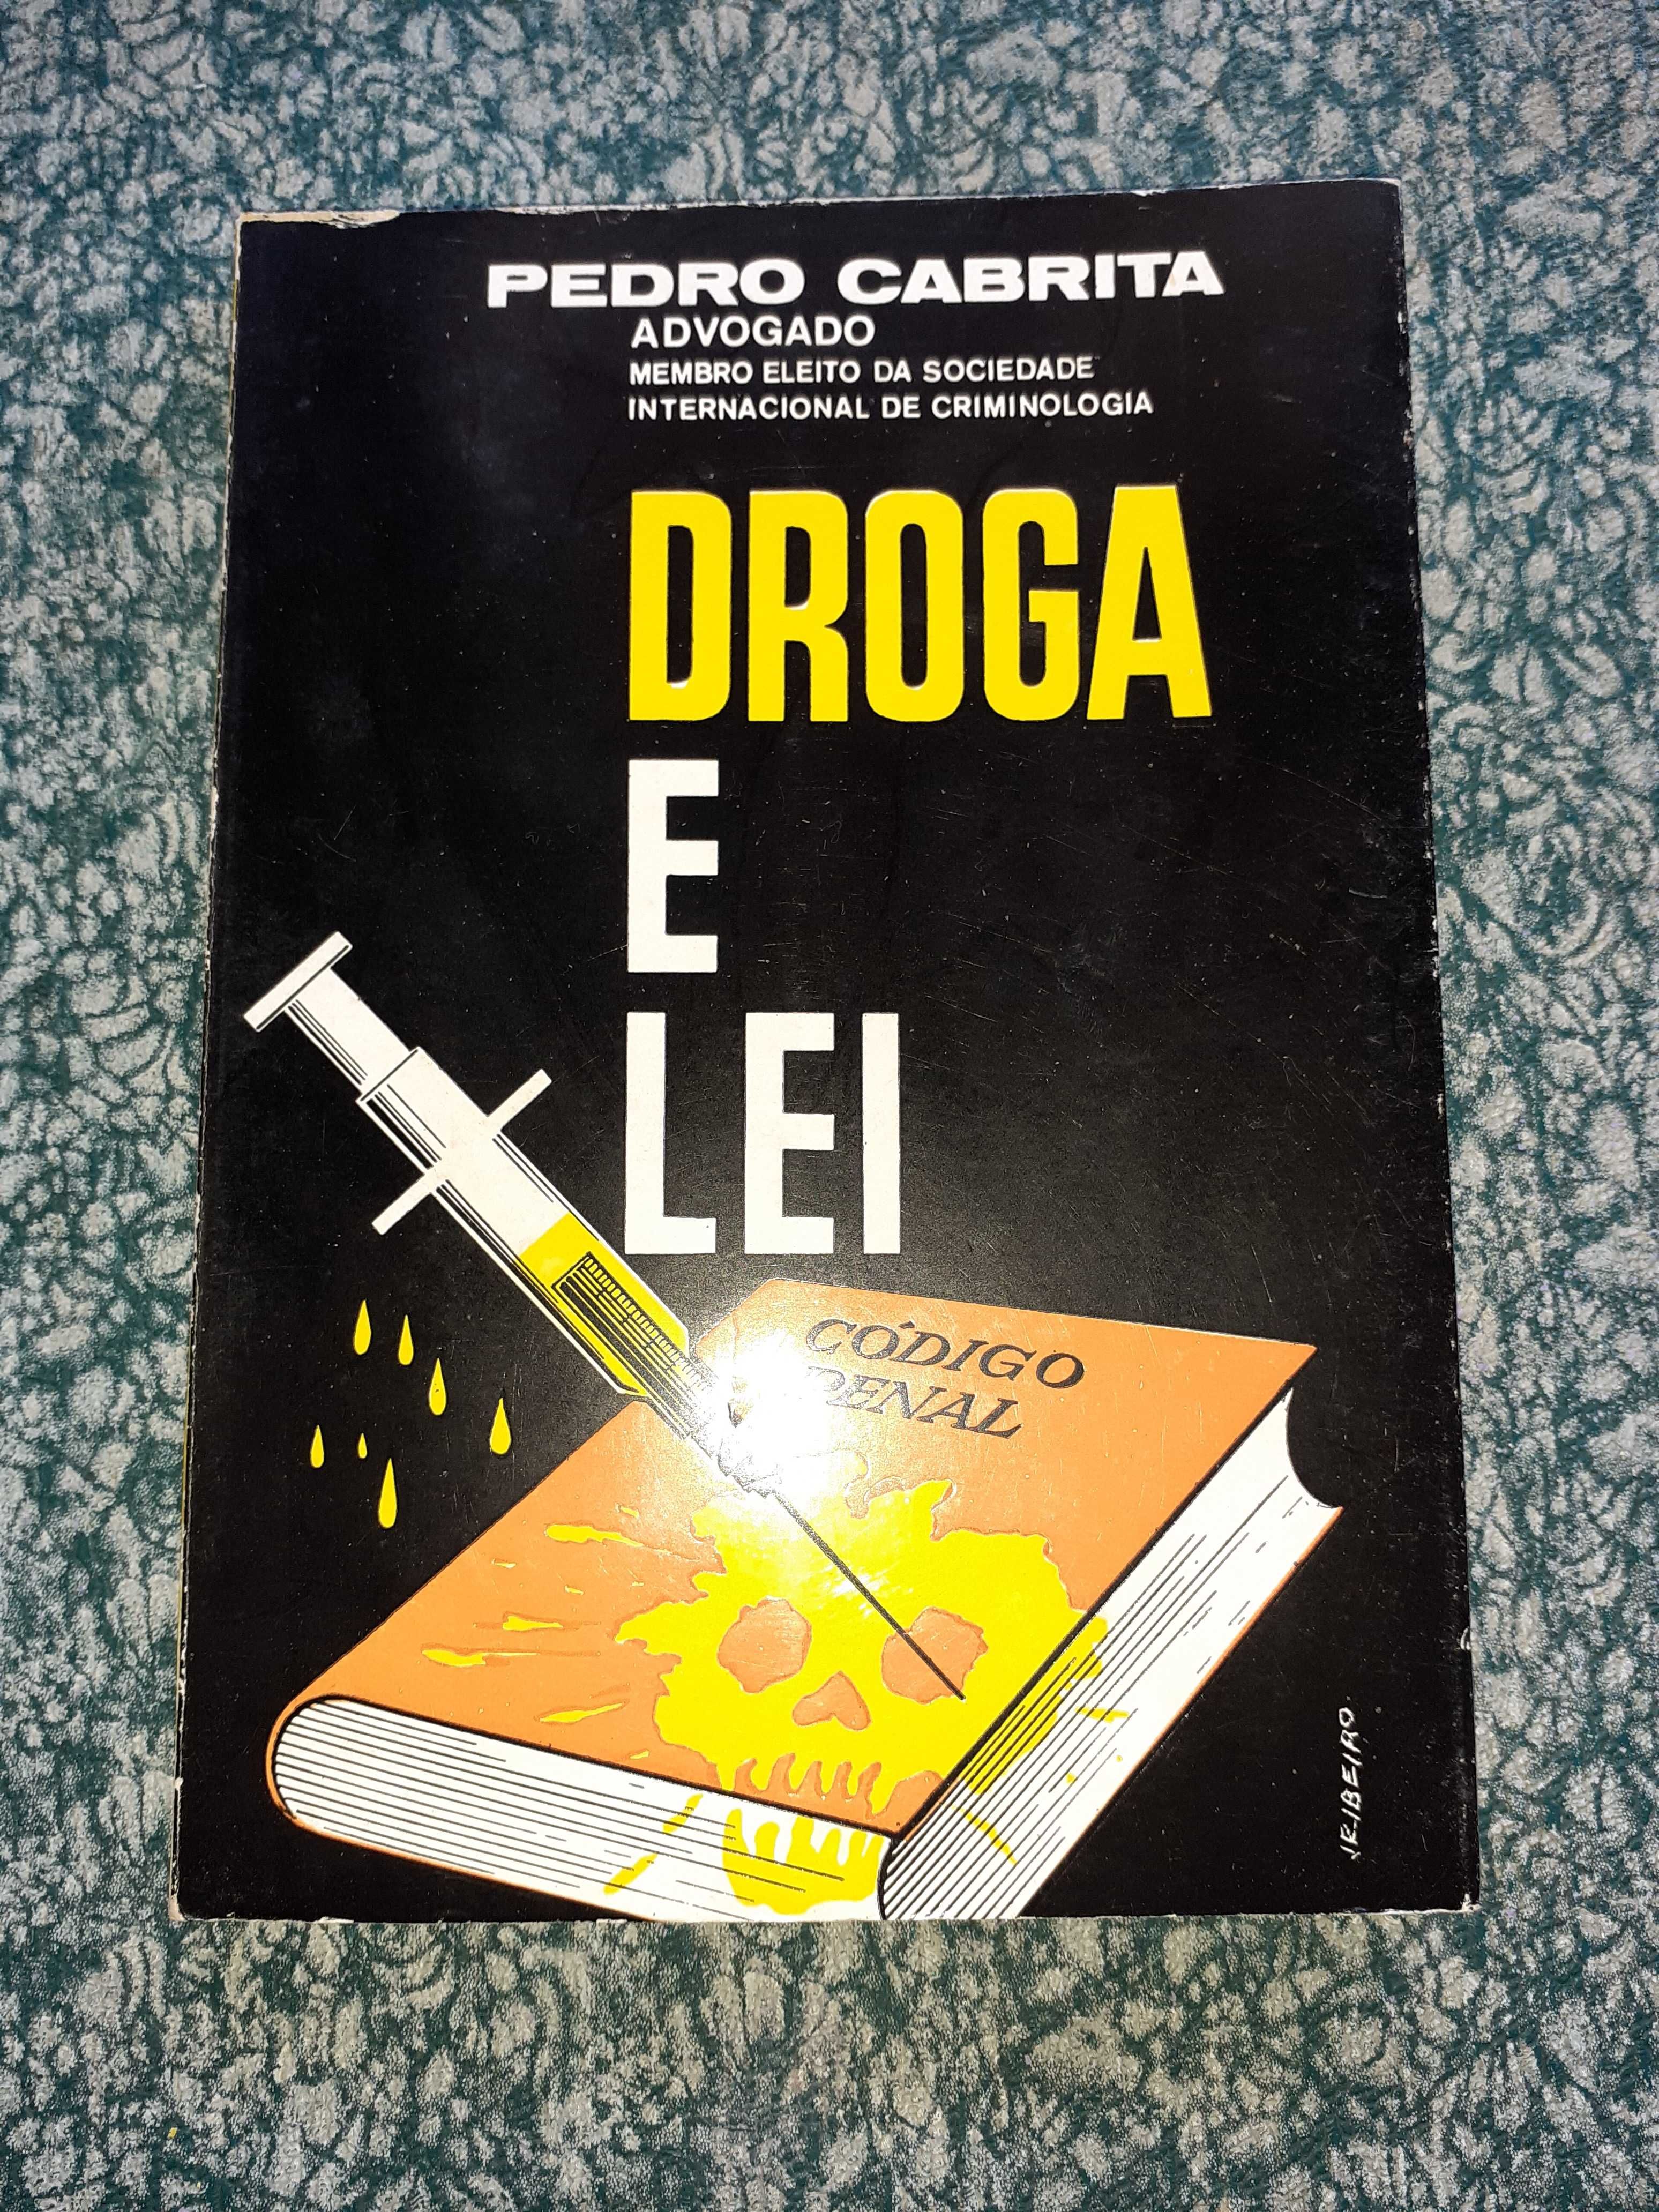 PEDRO CABRITA
ADVOGADO
MEMBRO ELEITO DA SOCIEDADE
INTERNACIONAL DE CRIMINOLOGIA
DROGA
E
LEI
CÓDIGO
PENAL
J.RIBEIRO.